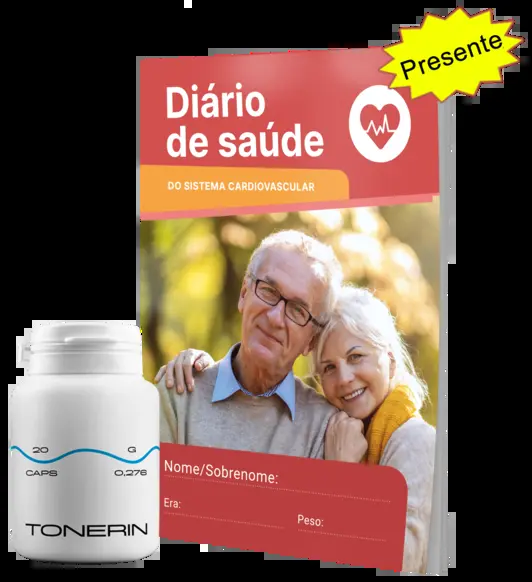 Presente
Diário
de saúde
DO SISTEMA CARDIOVASCULAR
Nome/Sobrenome:
Era:
Peso:
20 G
CAPS 0,276
TONERIN